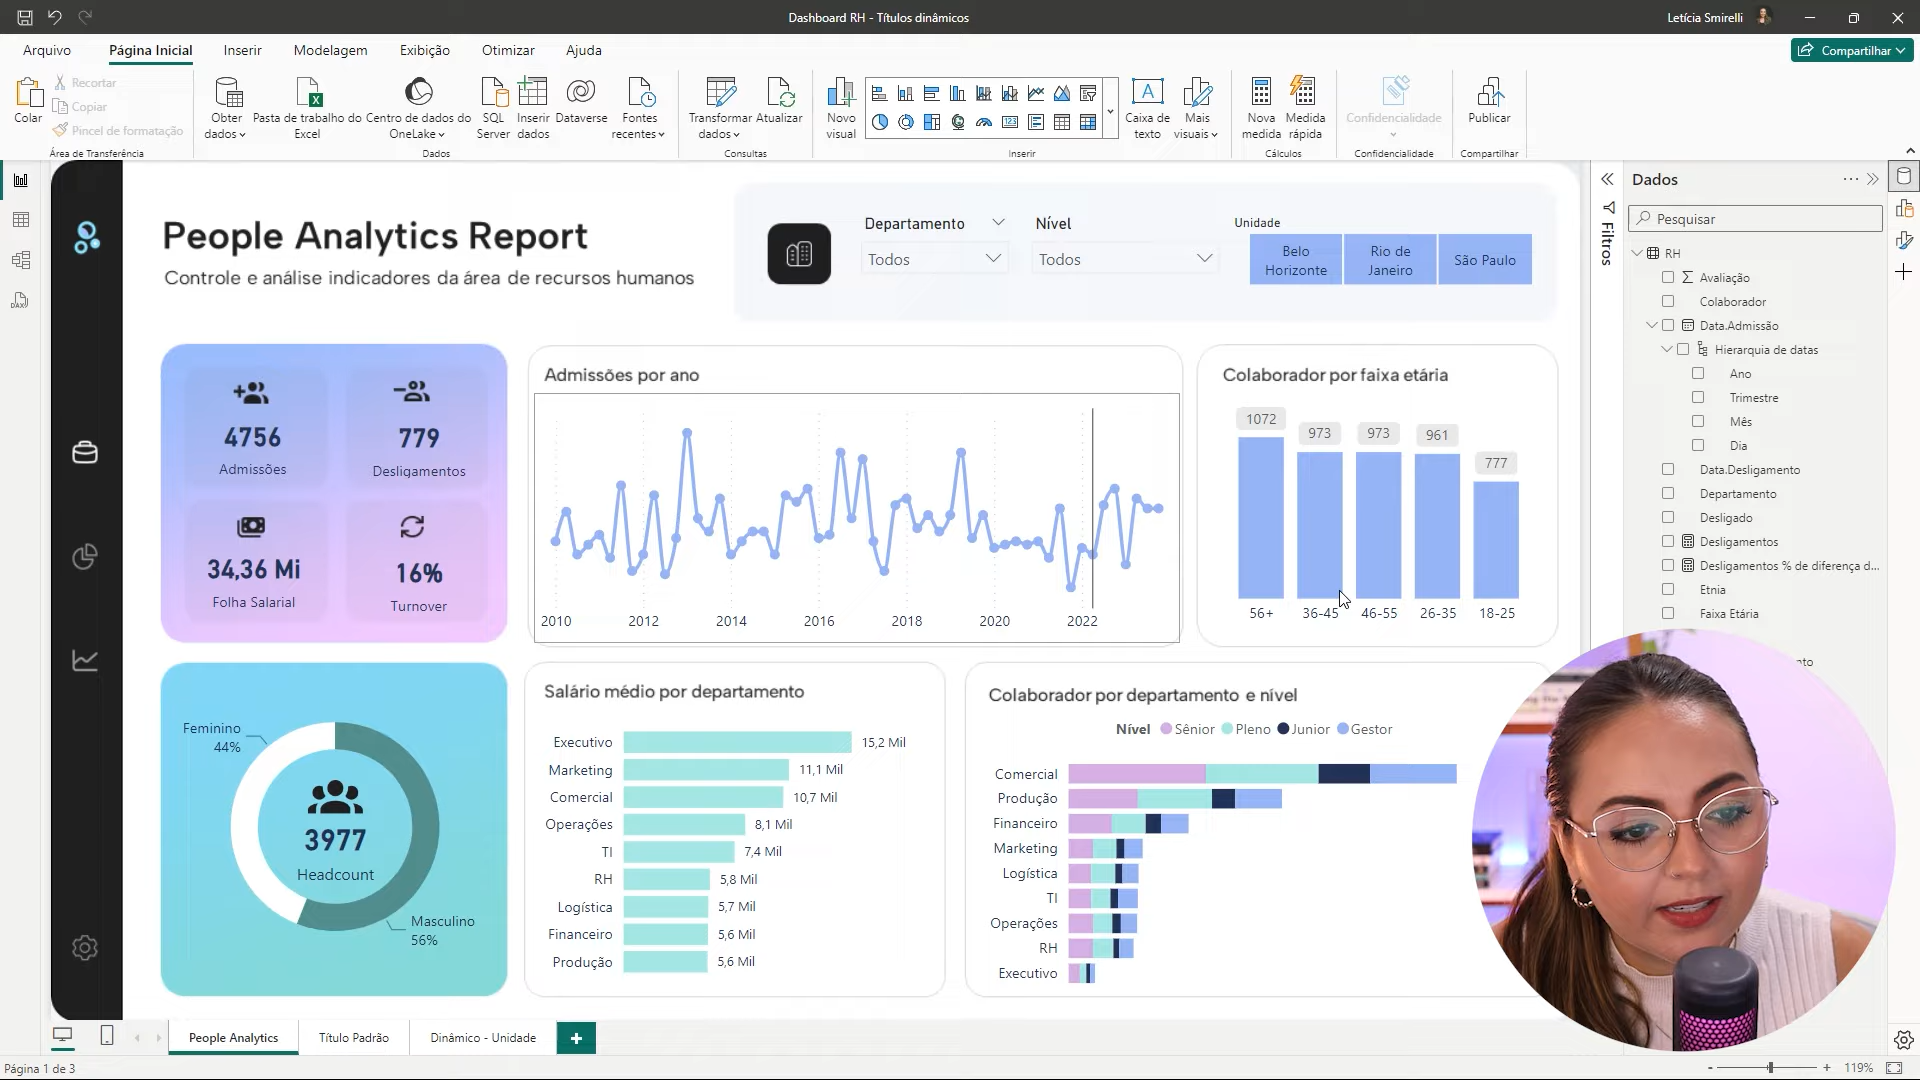 Dashboard RH - Títulos dinâmicos
Letícia Smirelli
Arquivo
Página Inicial
Inserir
Modelagem
Exibição
Otimizar
Ajuda
Compartilhar
Colar
Recortar
Copiar
Pincel de formatação
Área de Transferência
Obter
dados
Pasta de trabalho do
Excel
Centro de dados do
OneLake
SQL
Server
Inserir
dados
Dataverse
Fontes
recentes
Dados
Transformar
dados
Atualizar
Consultas
Novo
visual
Caixa de
texto
Mais
visuais
Inserir
Nova
medida
Medida
rápida
Cálculos
Confidencialidade
Confidencialidade
Publicar
Compartilhar
People Analytics Report
Controle e análise indicadores da área de recursos humanos
Departamento
Todos
Nível
Todos
Unidade
Belo
Horizonte
Rio de
Janeiro
São Paulo
4756
Admissões
779
Desligamentos
34,36 Mi
Folha Salarial
16%
Turnover
Admissões por ano
2010
2012
2014
2016
2018
2020
2022
Colaborador por faixa etária
1072
973
973
961
777
56+
36-45
46-55
26-35
18-25
Feminino
44%
3977
Headcount
Masculino
56%
Salário médio por departamento
Executivo 15,2 Mil
Marketing 11,1 Mil
Comercial 10,7 Mil
Operações 8,1 Mil
TI 7,4 Mil
RH 5,8 Mil
Logística 5,7 Mil
Financeiro 5,6 Mil
Produção 5,6 Mil
Colaborador por departamento e nível
Nível Sênior Pleno Junior Gestor
Comercial
Produção
Financeiro
Marketing
Logística
TI
Operações
RH
Executivo
Filtros
Dados
Pesquisar
RH
Avaliação
Colaborador
Data.Admissão
Hierarquia de datas
Ano
Trimestre
Mês
Dia
Data.Desligamento
Departamento
Desligado
Desligamentos
Desligamentos % de diferença d...
Etnia
Faixa Etária
People Analytics
Título Padrão
Dinâmico - Unidade
Página 1 de 3
119%